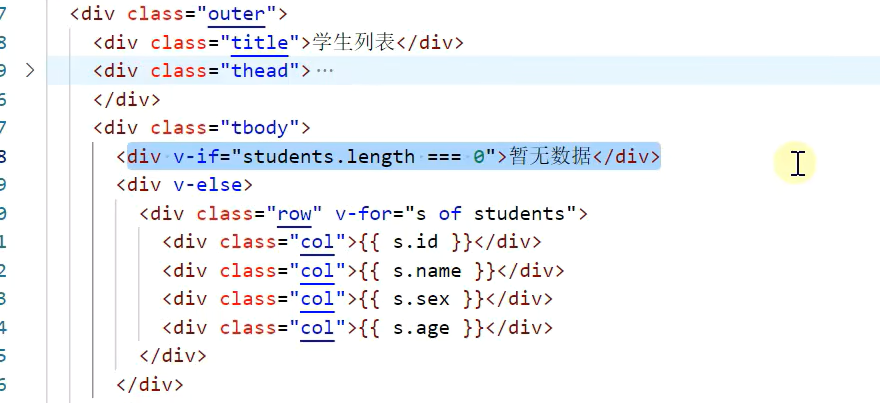 7 <div class="outer">
8 <div class="title">学生列表</div>
9 > <div class="thead">…
6 </div>
7 <div class="tbody">
8 <div v-if="students.length === 0">暂无数据</div>
9 <div v-else>
0 <div class="row" v-for="s of students">
1 <div class="col">{{ s.id }}</div>
2 <div class="col">{{ s.name }}</div>
3 <div class="col">{{ s.sex }}</div>
4 <div class="col">{{ s.age }}</div>
5 </div>
6 </div>